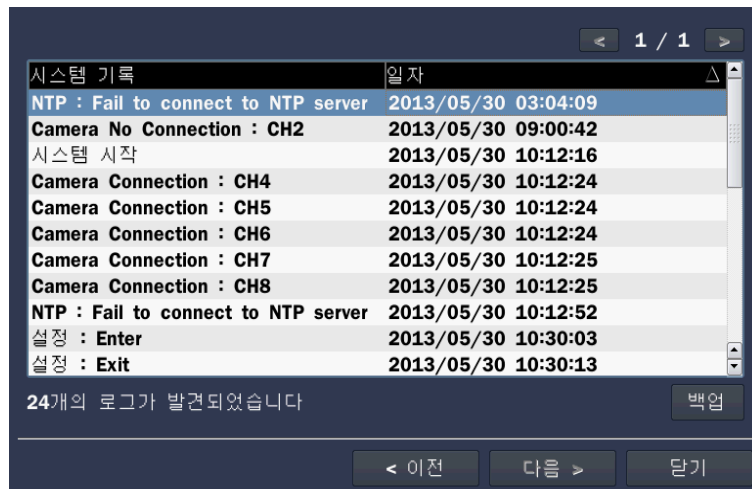 < 1 / 1 >
시스템 기록 일자 △
NTP : Fail to connect to NTP server 2013/05/30 03:04:09
Camera No Connection : CH2 2013/05/30 09:00:42
시스템 시작 2013/05/30 10:12:16
Camera Connection : CH4 2013/05/30 10:12:24
Camera Connection : CH5 2013/05/30 10:12:24
Camera Connection : CH6 2013/05/30 10:12:24
Camera Connection : CH7 2013/05/30 10:12:25
Camera Connection : CH8 2013/05/30 10:12:25
NTP : Fail to connect to NTP server 2013/05/30 10:12:52
설정 : Enter 2013/05/30 10:30:03
설정 : Exit 2013/05/30 10:30:13
24개의 로그가 발견되었습니다 백업
< 이전 다음 > 닫기